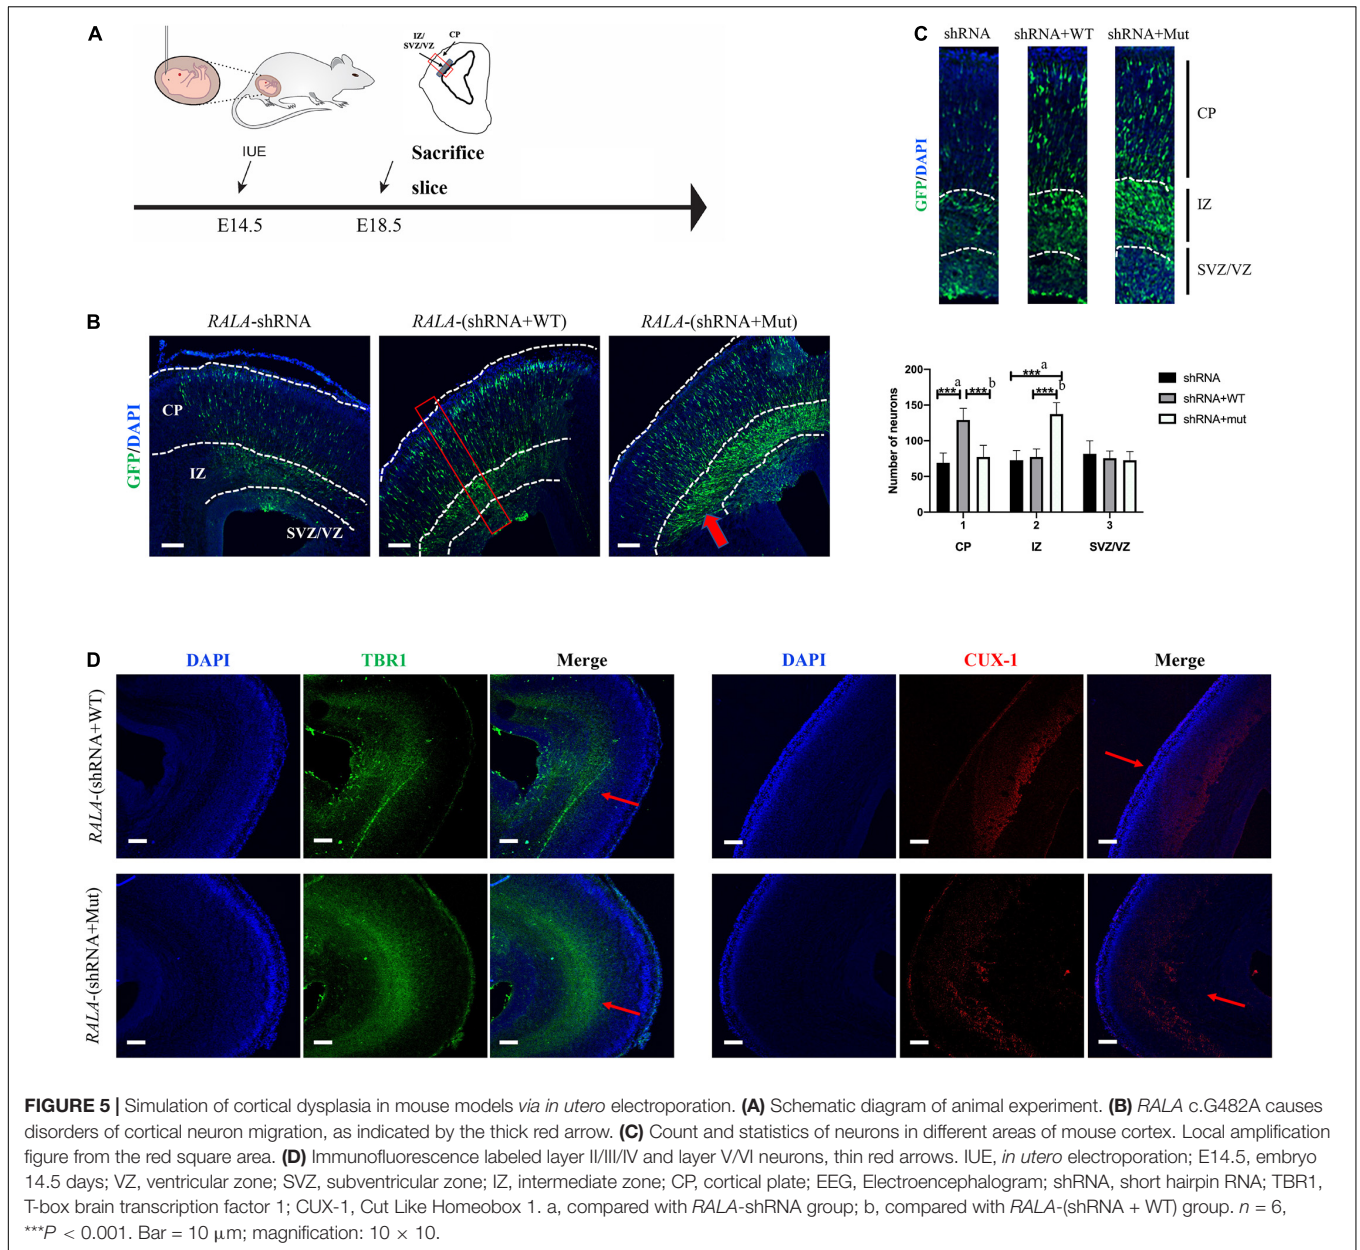 A
IZ/
SVZ/VZ
CP
IUE
Sacrifice
slice
E14.5
E18.5
C
shRNA
shRNA+WT
shRNA+Mut
GFP/DAPI
CP
IZ
SVZ/VZ
B
RALA-shRNA
RALA-(shRNA+WT)
RALA-(shRNA+Mut)
GFP/DAPI
CP
IZ
SVZ/VZ
Number of neurons
200
150
100
50
0
***a
***b
***a
***b
1
2
3
CP
IZ
SVZ/VZ
shRNA
shRNA+WT
shRNA+mut
D
DAPI
TBR1
Merge
DAPI
CUX-1
Merge
RALA-(shRNA+WT)
RALA-(shRNA+Mut)
FIGURE 5 | Simulation of cortical dysplasia in mouse models via in utero electroporation. (A) Schematic diagram of animal experiment. (B) RALA c.G482A causes
disorders of cortical neuron migration, as indicated by the thick red arrow. (C) Count and statistics of neurons in different areas of mouse cortex. Local amplification
figure from the red square area. (D) Immunofluorescence labeled layer II/III/IV and layer V/VI neurons, thin red arrows. IUE, in utero electroporation; E14.5, embryo
14.5 days; VZ, ventricular zone; SVZ, subventricular zone; IZ, intermediate zone; CP, cortical plate; EEG, Electroencephalogram; shRNA, short hairpin RNA; TBR1,
T-box brain transcription factor 1; CUX-1, Cut Like Homeobox 1. a, compared with RALA-shRNA group; b, compared with RALA-(shRNA + WT) group. n = 6,
***P < 0.001. Bar = 10 μm; magnification: 10 × 10.